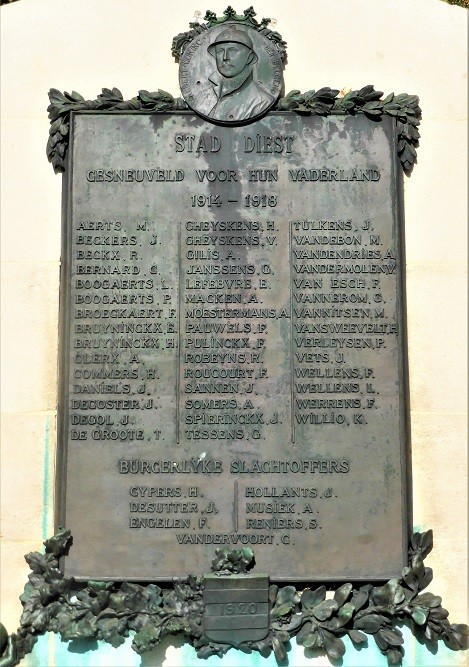 STAD DIEST
GESNEUVELD VOOR HUN VADERLAND
1914 - 1918
AERTS, M.
BECKERS, J.
BECKX, R.
BERNARD, G.
BOOGAERTS, L.
BOOGAERTS, P.
BROECKAERT, F.
BRUYNINCKX, E.
BRUYNINCKX, H.
CLERX, A.
COMMERS, H.
DANIELS, J.
DECOSTER, J.
DEGOL, J.
DE GROOTE, T.
GHEYSKENS, H.
GHEYSKENS, V.
GILIS, A.
JANSSENS, G.
LEFEBVRE, E.
MACKEN, A.
MOESTERMANS, A.
PAUWELS, F.
PULINCKX, F.
ROBEYNS, R.
ROUCOURT, F.
SANNEN, J.
SOMERS, A.
SPIERINCKX, J.
TESSENS, G.
TULKENS, J.
VANDEBON, M.
VANDENDRIES, A.
VANDERMOLEN, V.
VAN ESCH, F.
VANNEROM, G.
VANNITSEN, M.
VANSWEEVELT, H.
VERLEYSEN, P.
VETS, J.
WELLENS, F.
WELLENS, L.
WERRENS, F.
WILLIO, K.
BURGERLYKE SLACHTOFFERS
CYPERS, H.
DESUTTER, J.
ENGELEN, F.
HOLLANTS, J.
MUSIEK, A.
RENIERS, S.
VANDERVOORT, C.
1920